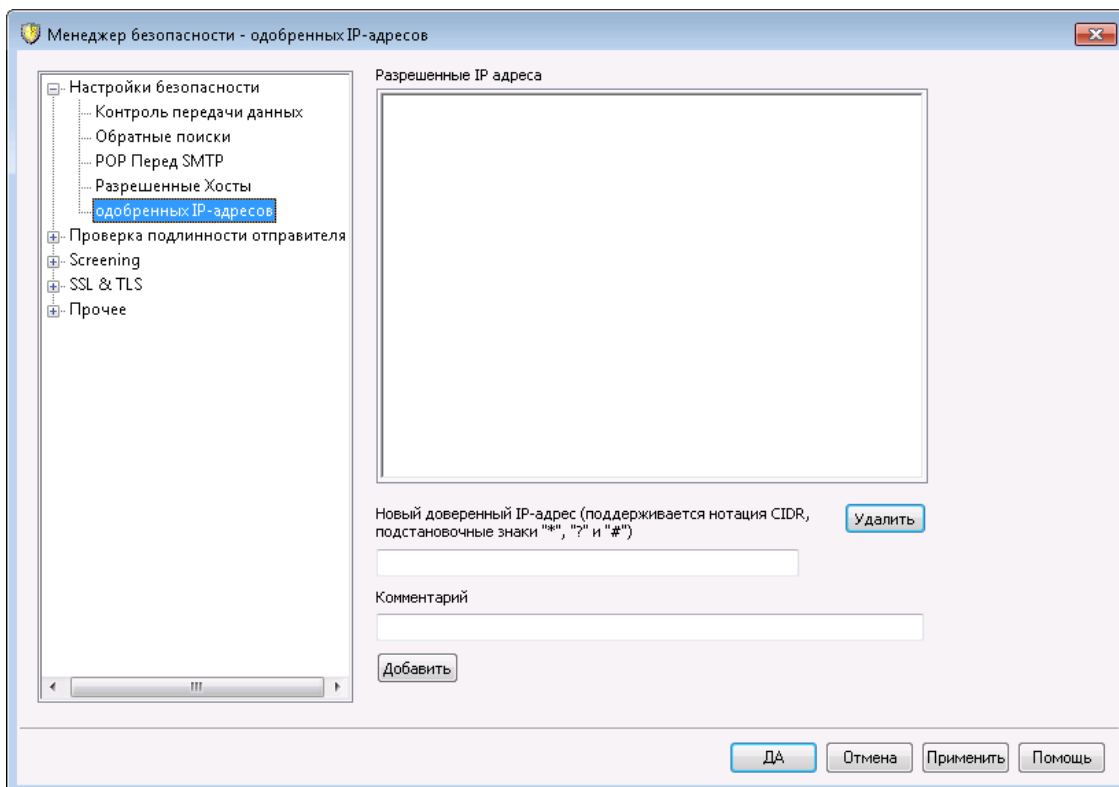 Менеджер безопасности - одобренных IP-адресов
Настройки безопасности
Контроль передачи данных
Обратные поиски
POP Перед SMTP
Разрешенные Хосты
одобренных IP-адресов
Проверка подлинности отправителя
Screening
SSL & TLS
Прочее
Разрешенные IP адреса
Новый доверенный IP-адрес (поддерживается нотация CIDR,
подстановочные знаки "*", "?" и "#")
Удалить
Комментарий
Добавить
ДА
Отмена
Применить
Помощь